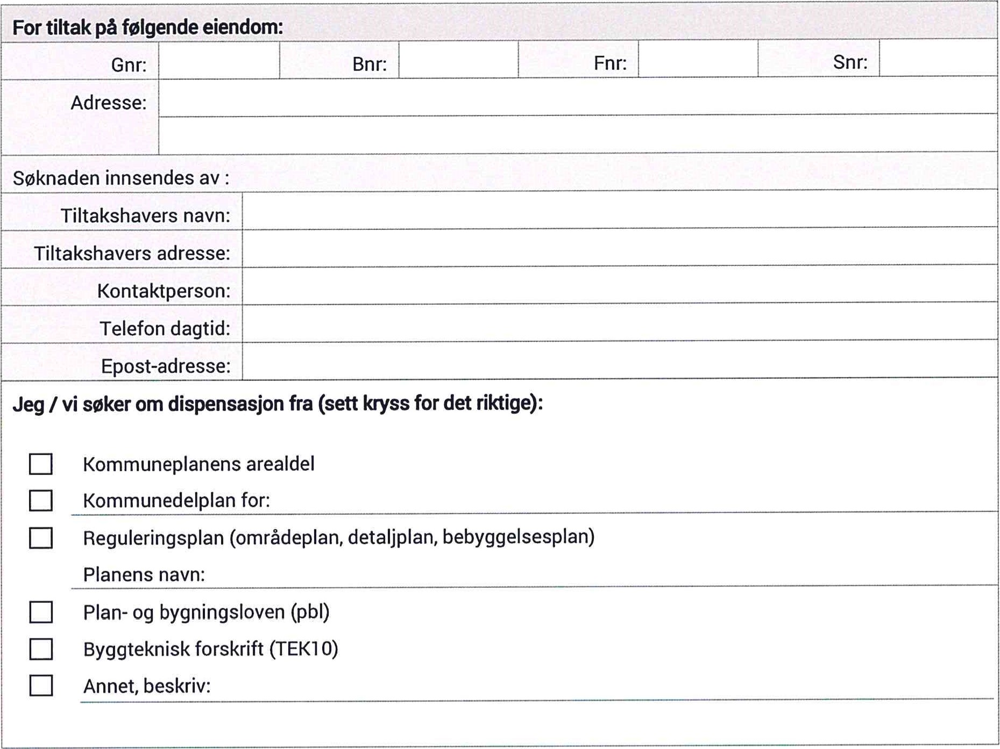 For tiltak på følgende eiendom:
Gnr: Bnr: Fnr: Snr:
Adresse:
Søknaden innsendes av :
Tiltakshavers navn:
Tiltakshavers adresse:
Kontaktperson:
Telefon dagtid:
Epost-adresse:
Jeg / vi søker om dispensasjon fra (sett kryss for det riktige):
Kommuneplanens arealdel
Kommunedelplan for:
Reguleringsplan (områdeplan, detaljplan, bebyggelsesplan)
Planens navn:
Plan- og bygningsloven (pbl)
Byggteknisk forskrift (TEK10)
Annet, beskriv: